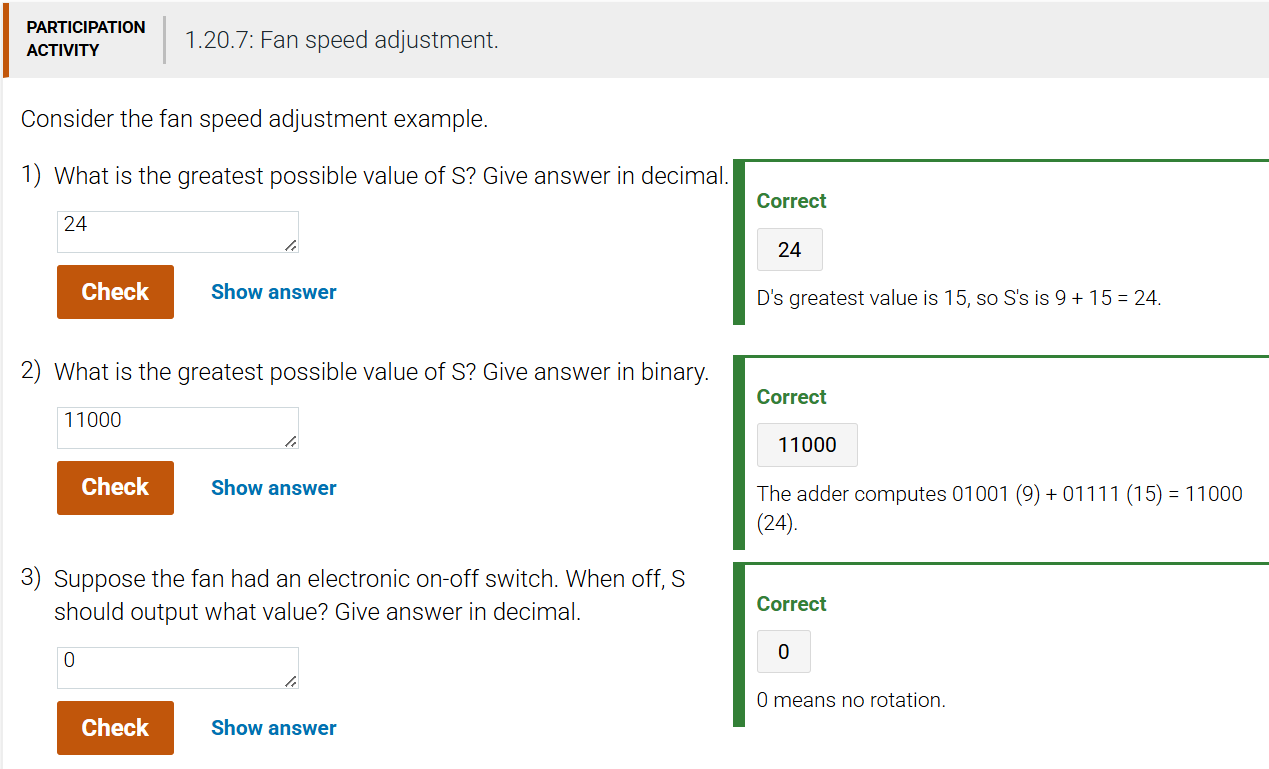 PARTICIPATION
ACTIVITY
1.20.7: Fan speed adjustment.
Consider the fan speed adjustment example.
1) What is the greatest possible value of S? Give answer in decimal.
24
Check
Show answer
Correct
24
D's greatest value is 15, so S's is 9 + 15 = 24.
2) What is the greatest possible value of S? Give answer in binary.
11000
Check
Show answer
Correct
11000
The adder computes 01001 (9) + 01111 (15) = 11000
(24).
3) Suppose the fan had an electronic on-off switch. When off, S
should output what value? Give answer in decimal.
0
Check
Show answer
Correct
0
0 means no rotation.